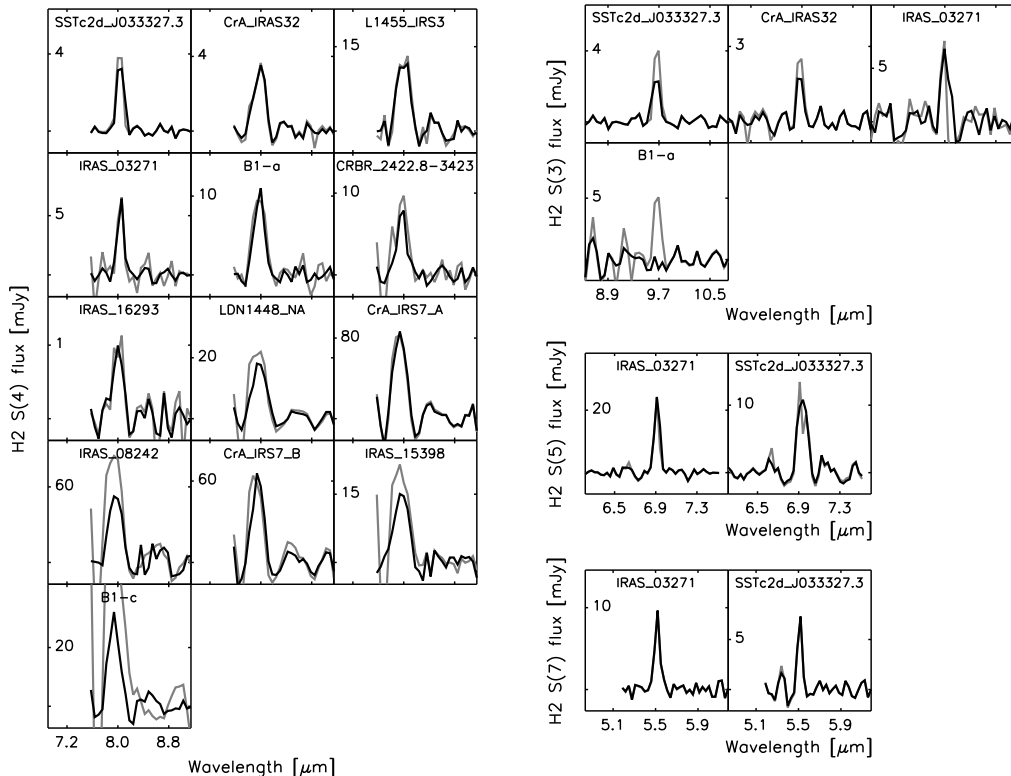 SSTc2d_J033327.3 CrA_IRAS32 L1455_IRS3
4 4 15
IRAS_03271 B1-a CRBR_2422.8-3423
5 10 10
IRAS_16293 LDN1448_NA CrA_IRS7_A
1 20 80
IRAS_08242 CrA_IRS7_B IRAS_15398
60 60 15
B1-c
20
7.2 8.0 8.8
Wavelength [μm]
H2 S(4) flux [mJy]
SSTc2d_J033327.3 CrA_IRAS32 IRAS_03271
4 3 5
B1-a
5
8.9 9.7 10.5
Wavelength [μm]
H2 S(3) flux [mJy]
IRAS_03271 SSTc2d_J033327.3
20 10
6.5 6.9 7.3 6.5 6.9 7.3
Wavelength [μm]
H2 S(5) flux [mJy]
IRAS_03271 SSTc2d_J033327.3
10 5
5.1 5.5 5.9 5.1 5.5 5.9
Wavelength [μm]
H2 S(7) flux [mJy]